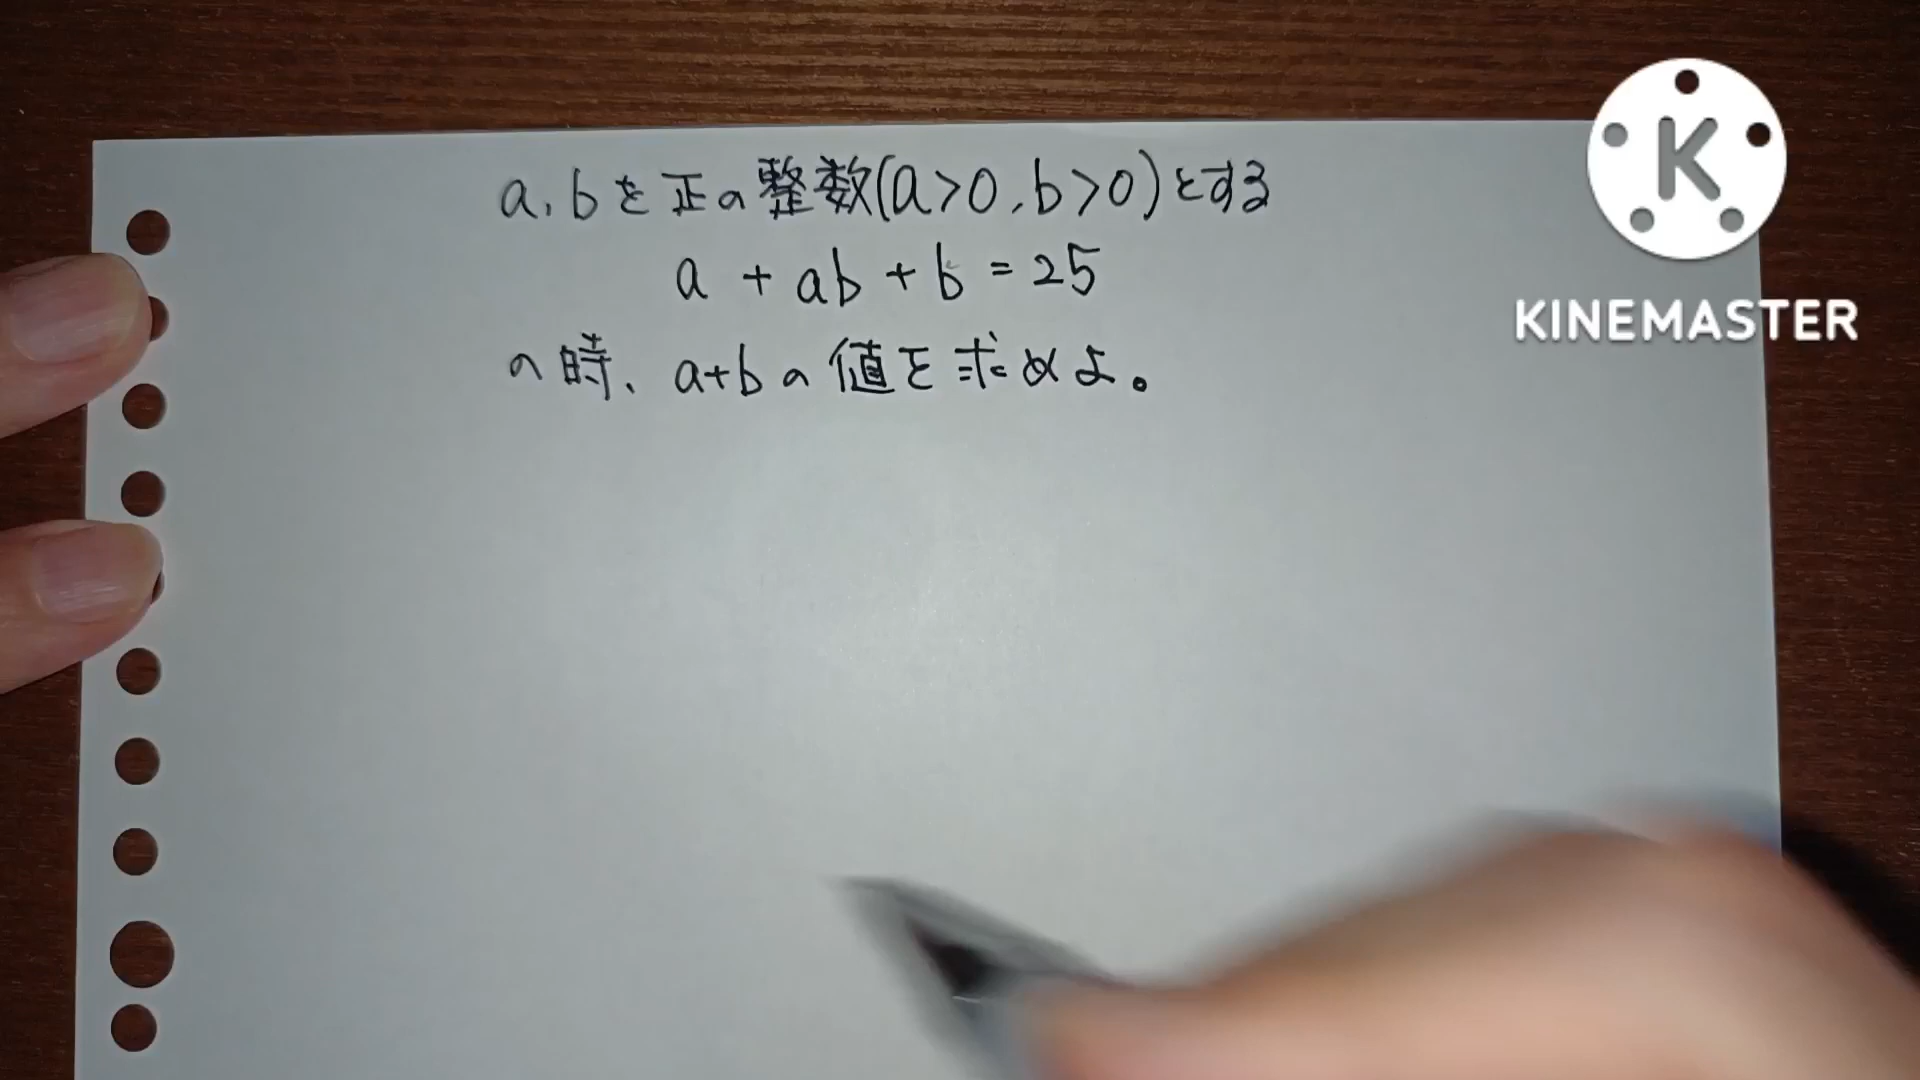 a, bを正の整数(a>0, b>0)とする
a + ab + b = 25
の時、a+bの値を求めよ。
K
KINEMASTER